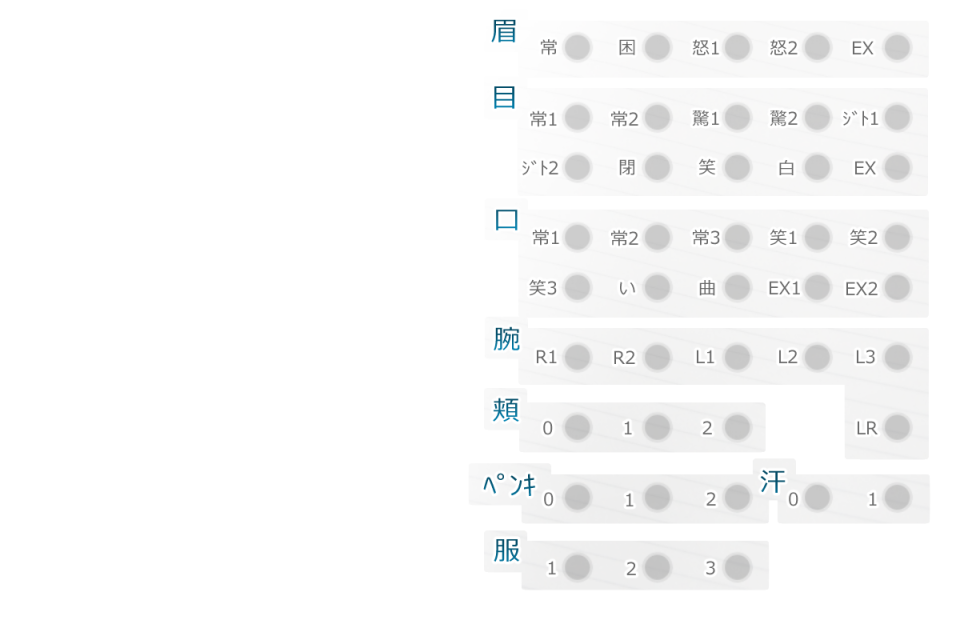 眉
常 困 怒1 怒2 EX
目
常1 常2 驚1 驚2 ｼﾞﾄ1
ｼﾞﾄ2 閉 笑 白 EX
口
常1 常2 常3 笑1 笑2
笑3 い 曲 EX1 EX2
腕
R1 R2 L1 L2 L3
LR
頬
0 1 2
ﾍﾟﾝｷ
0 1 2
汗
0 1
服
1 2 3